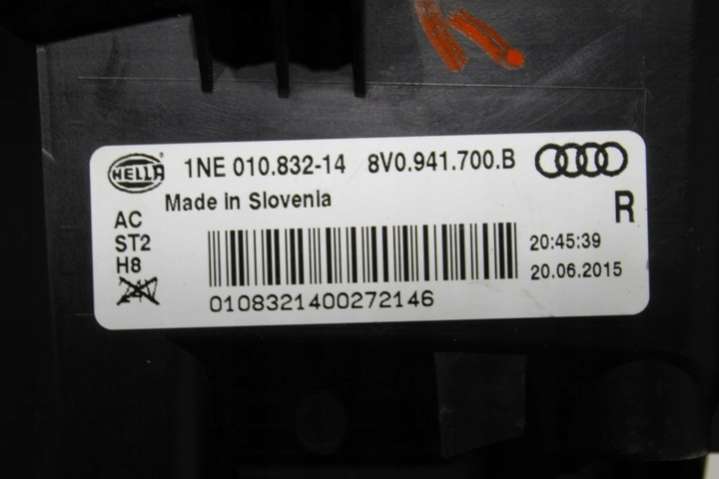 HELLA 1NE 010.832-14 8V0.941.700.B
Made in Slovenia
R
AC
ST2
H8
20:45:39
20.06.2015
0108321400272146